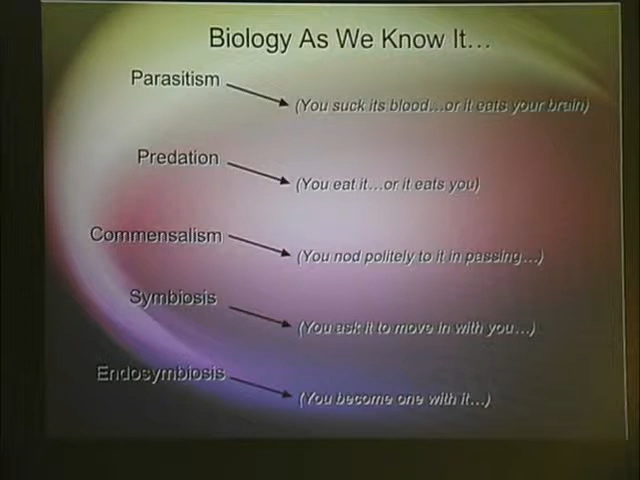 Biology As We Know It...
Parasitism
(You suck its blood...or it eats your brain)
Predation
(You eat it...or it eats you)
Commensalism
(You nod politely to it in passing...)
Symbiosis
(You ask it to move in with you...)
Endosymbiosis
(You become one with it...)